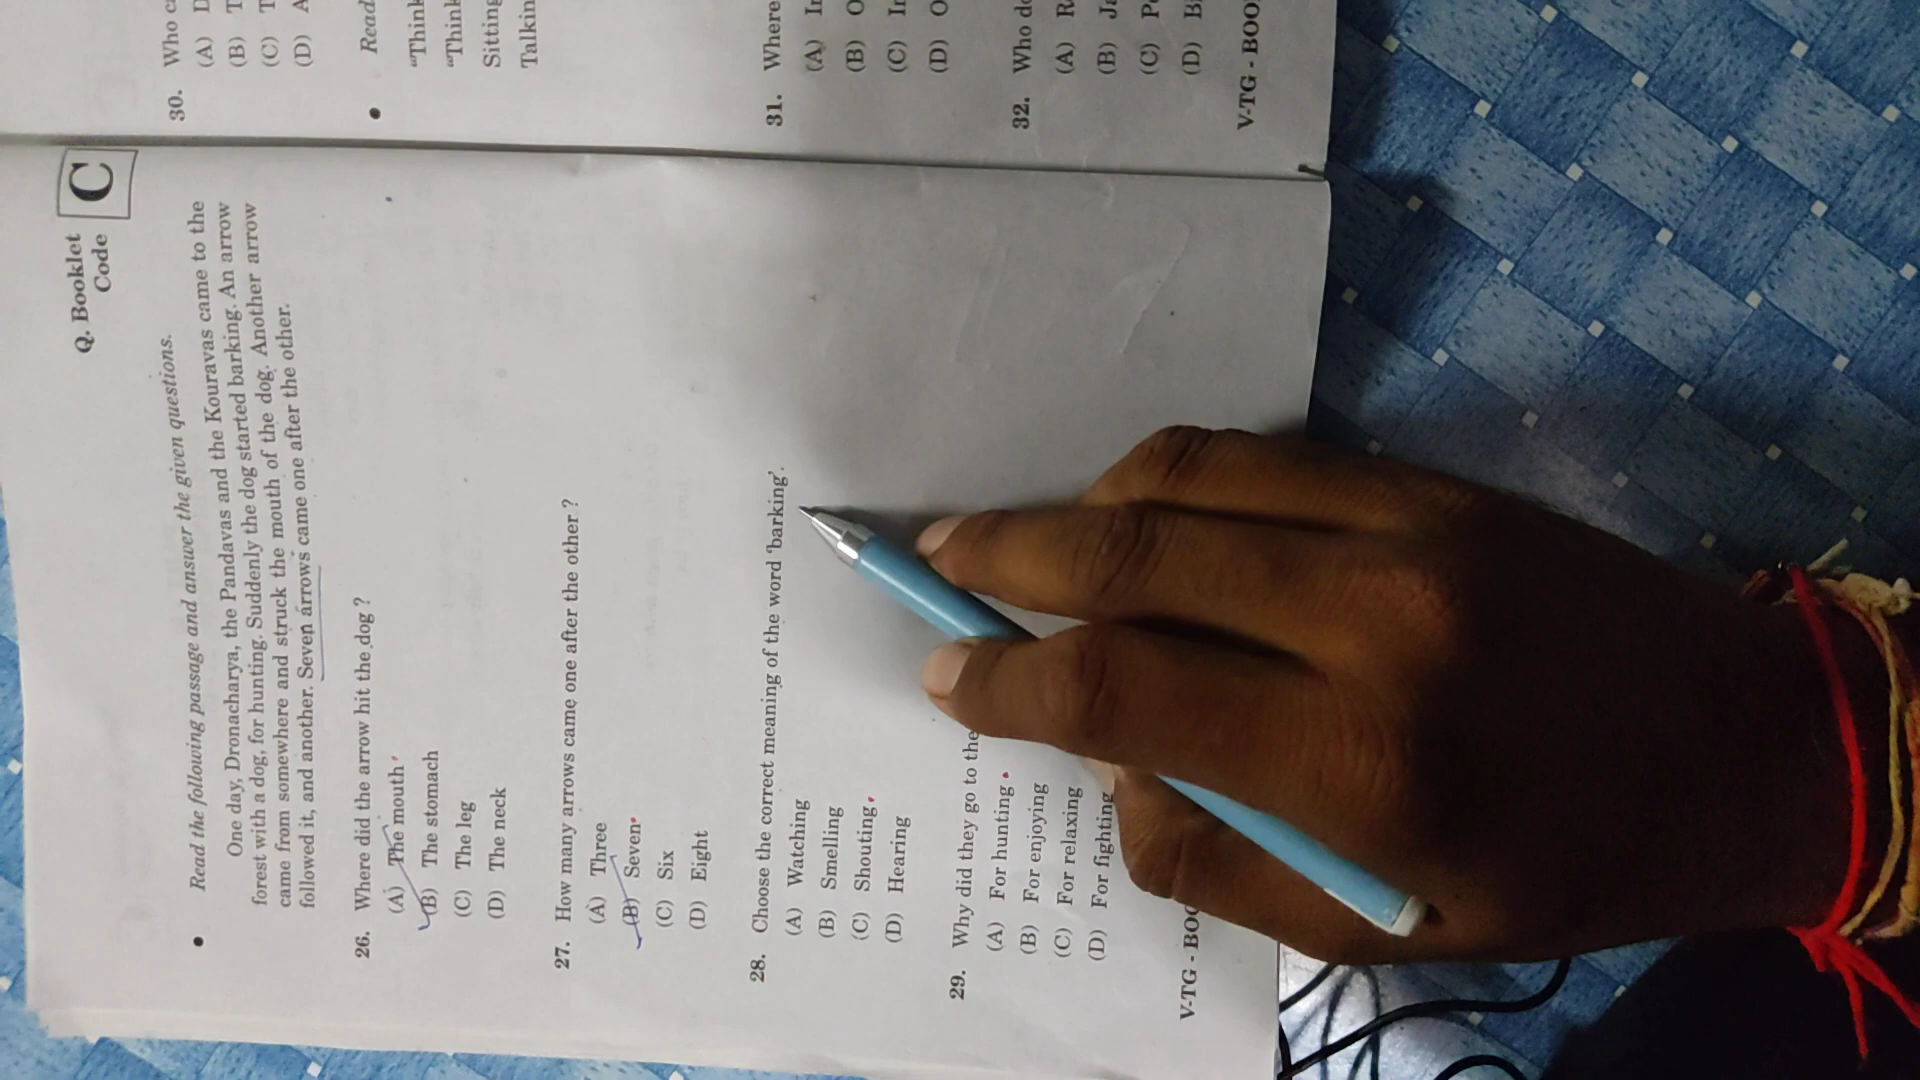 Q. Booklet
Code
C
• Read the following passage and answer the given questions.
One day, Dronacharya, the Pandavas and the Kouravas came to the
forest with a dog, for hunting. Suddenly the dog started barking. An arrow
came from somewhere and struck the mouth of the dog. Another arrow
followed it, and another. Seven arrows came one after the other.
26. Where did the arrow hit the dog ?
(A) The mouth
(B) The stomach
(C) The leg
(D) The neck
27. How many arrows came one after the other ?
(A) Three
(B) Seven
(C) Six
(D) Eight
28. Choose the correct meaning of the word 'barking'.
(A) Watching
(B) Smelling
(C) Shouting
(D) Hearing
29. Why did they go to the
(A) For hunting
(B) For enjoying
(C) For relaxing
(D) For fighting
V-TG - BOO
30. Who
(A)
(B)
(C)
(D)
• Read
"Think
"Think
Sitting
Talkin
31. Where
(A)
(B)
(C)
(D)
32. Who
(A)
(B)
(C)
(D)
V-TG - BOO